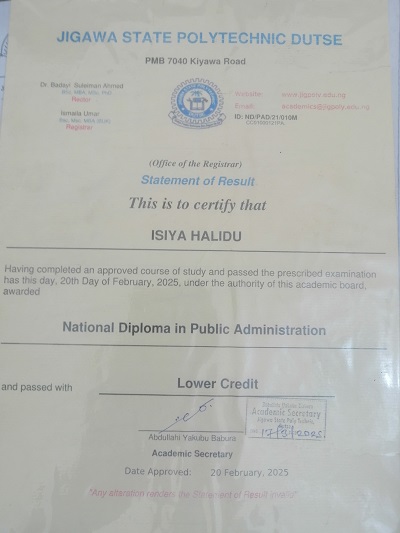 JIGAWA STATE POLYTECHNIC DUTSE
PMB 7040 Kiyawa Road
Dr. Badayi Suleiman Ahmed
Rector
Ismaila Umar
Registrar
Website: www.jigpoly.edu.ng
Email: academics@jigpoly.edu.ng
ID: ND/PAD/21/010M
(Office of the Registrar)
Statement of Result
This is to certify that
ISIYA HALIDU
Having completed an approved course of study and passed the prescribed examination
has this day, 20th Day of February, 2025, under the authority of this academic board,
awarded
National Diploma in Public Administration
and passed with Lower Credit
Academic Secretary
Abdullahi Yakubu Babura
Academic Secretary
Date Approved: 20 February, 2025
"Any alteration renders the Statement of Result